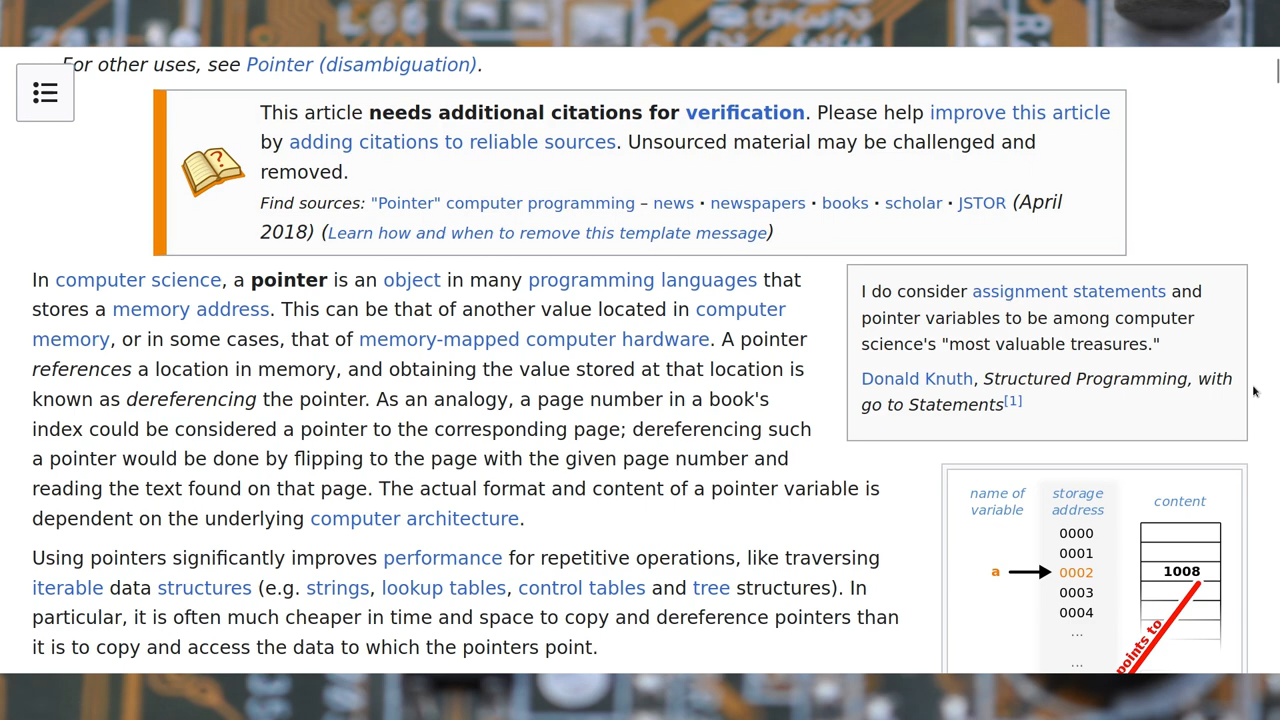 For other uses, see Pointer (disambiguation).
This article needs additional citations for verification. Please help improve this article
by adding citations to reliable sources. Unsourced material may be challenged and
removed.
Find sources: "Pointer" computer programming – news · newspapers · books · scholar · JSTOR (April
2018) (Learn how and when to remove this template message)
In computer science, a pointer is an object in many programming languages that
stores a memory address. This can be that of another value located in computer
memory, or in some cases, that of memory-mapped computer hardware. A pointer
references a location in memory, and obtaining the value stored at that location is
known as dereferencing the pointer. As an analogy, a page number in a book's
index could be considered a pointer to the corresponding page; dereferencing such
a pointer would be done by flipping to the page with the given page number and
reading the text found on that page. The actual format and content of a pointer variable is
dependent on the underlying computer architecture.
Using pointers significantly improves performance for repetitive operations, like traversing
iterable data structures (e.g. strings, lookup tables, control tables and tree structures). In
particular, it is often much cheaper in time and space to copy and dereference pointers than
it is to copy and access the data to which the pointers point.
I do consider assignment statements and
pointer variables to be among computer
science's "most valuable treasures."
Donald Knuth, Structured Programming, with
go to Statements[1]
name of
variable
storage
address
content
0000
0001
a
0002
1008
0003
0004
...
...
points to
L66